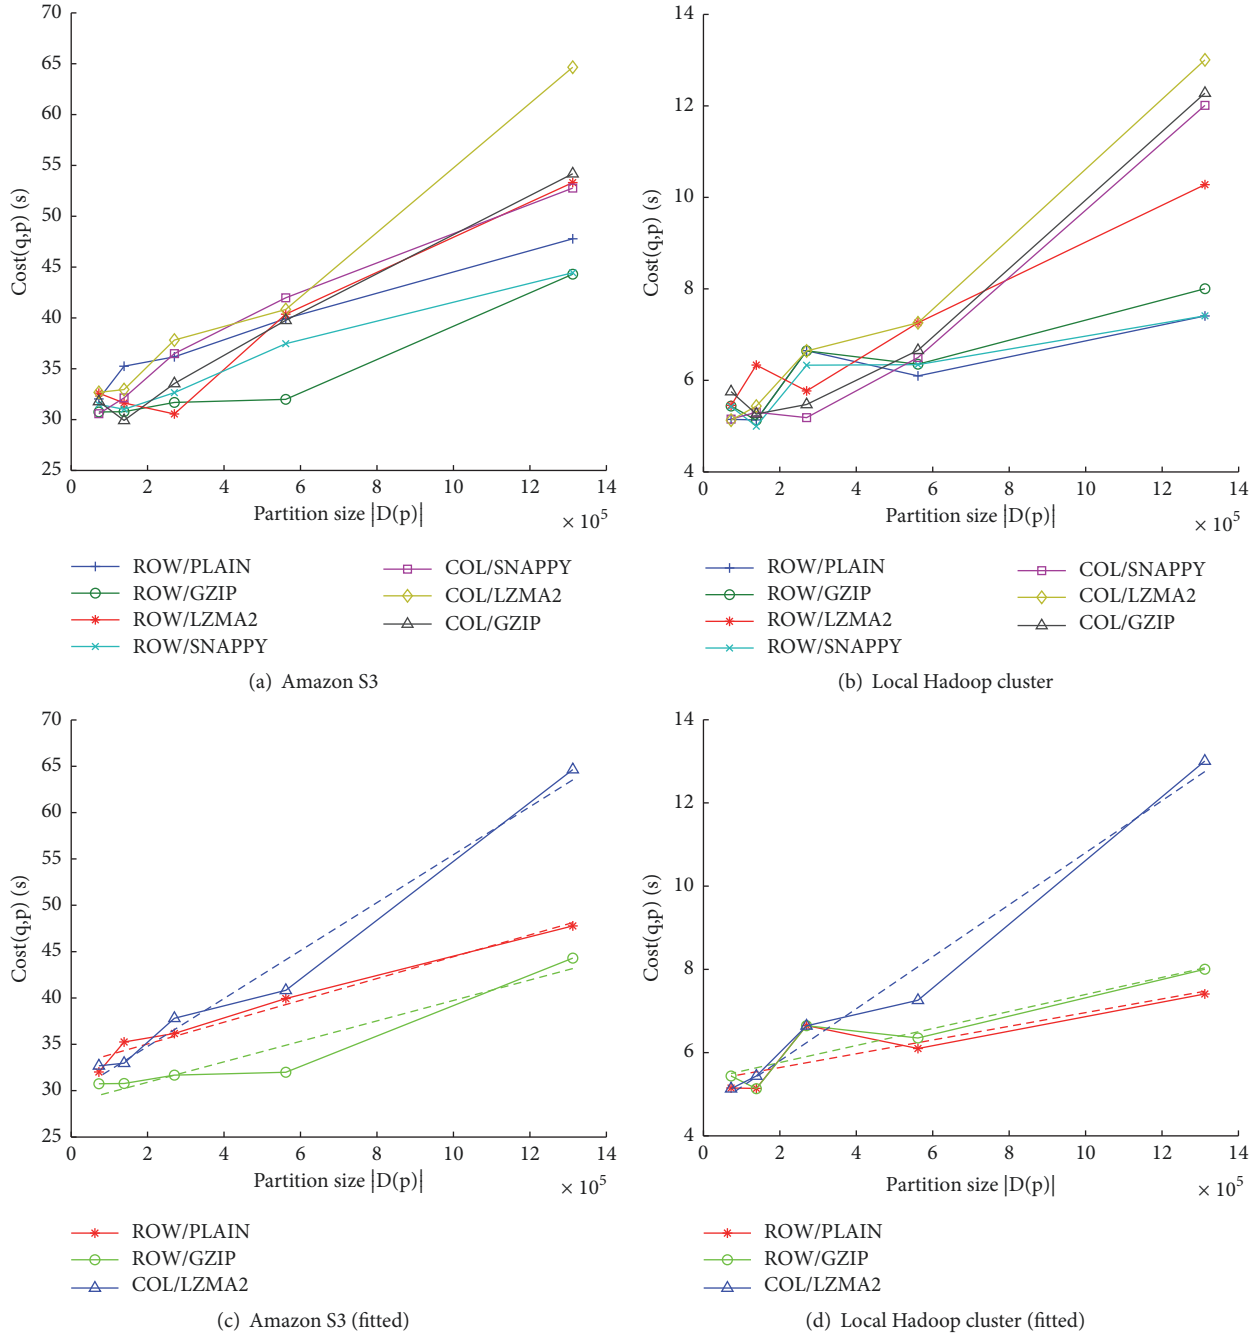 70
65
60
55
50
45
40
35
30
25
Cost(q,p) (s)
0 2 4 6 8 10 12 14
Partition size |D(p)|
× 10^5
ROW/PLAIN
ROW/GZIP
ROW/LZMA2
ROW/SNAPPY
COL/SNAPPY
COL/LZMA2
COL/GZIP
(a) Amazon S3
14
12
10
8
6
4
Cost(q,p) (s)
0 2 4 6 8 10 12 14
Partition size |D(p)|
× 10^5
ROW/PLAIN
ROW/GZIP
ROW/LZMA2
ROW/SNAPPY
COL/SNAPPY
COL/LZMA2
COL/GZIP
(b) Local Hadoop cluster
70
65
60
55
50
45
40
35
30
25
Cost(q,p) (s)
0 2 4 6 8 10 12 14
Partition size |D(p)|
× 10^5
ROW/PLAIN
ROW/GZIP
COL/LZMA2
(c) Amazon S3 (fitted)
14
12
10
8
6
4
Cost(q,p) (s)
0 2 4 6 8 10 12 14
Partition size |D(p)|
× 10^5
ROW/PLAIN
ROW/GZIP
COL/LZMA2
(d) Local Hadoop cluster (fitted)